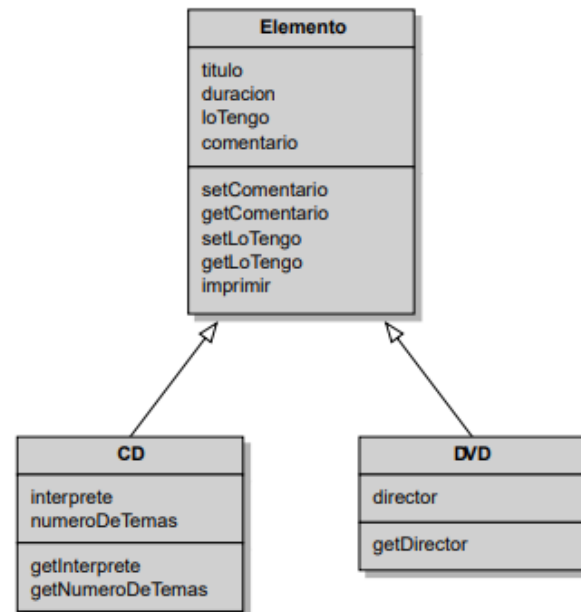 Elemento
titulo
duracion
loTengo
comentario
setComentario
getComentario
setLoTengo
getLoTengo
imprimir
CD
interprete
numeroDeTemas
getInterprete
getNumeroDeTemas
DVD
director
getDirector